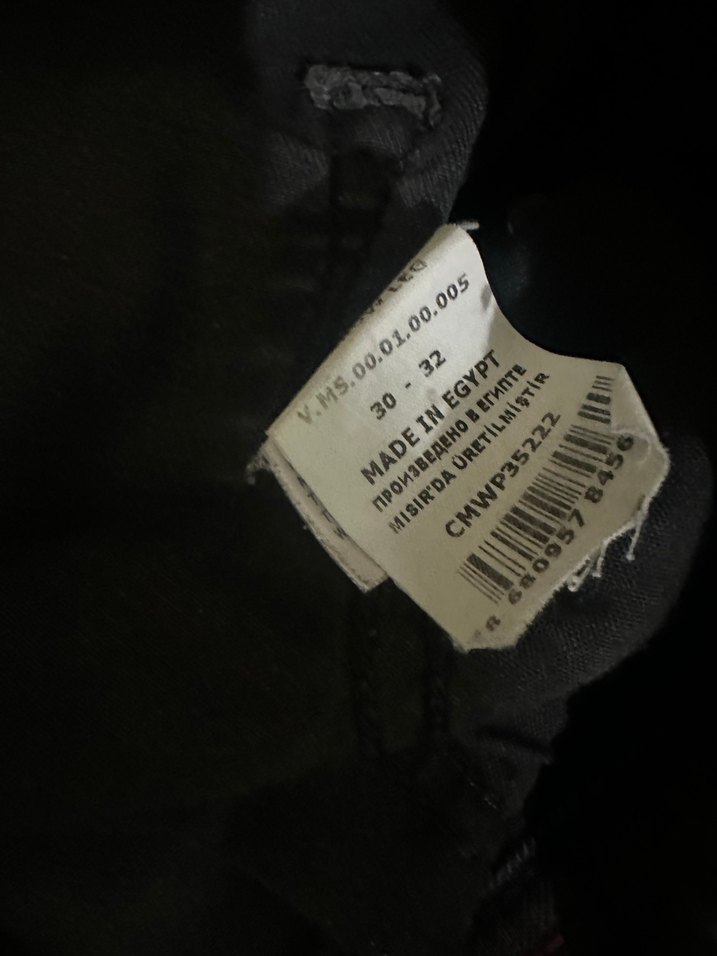 V.MS.00.01.00.005
30 - 32
MADE IN EGYPT
ПРОИЗВЕДЕНО В ЕГИПТЕ
MISIR'DA ÜRETİLMİŞTİR
CMWP35222
8 680957 8456